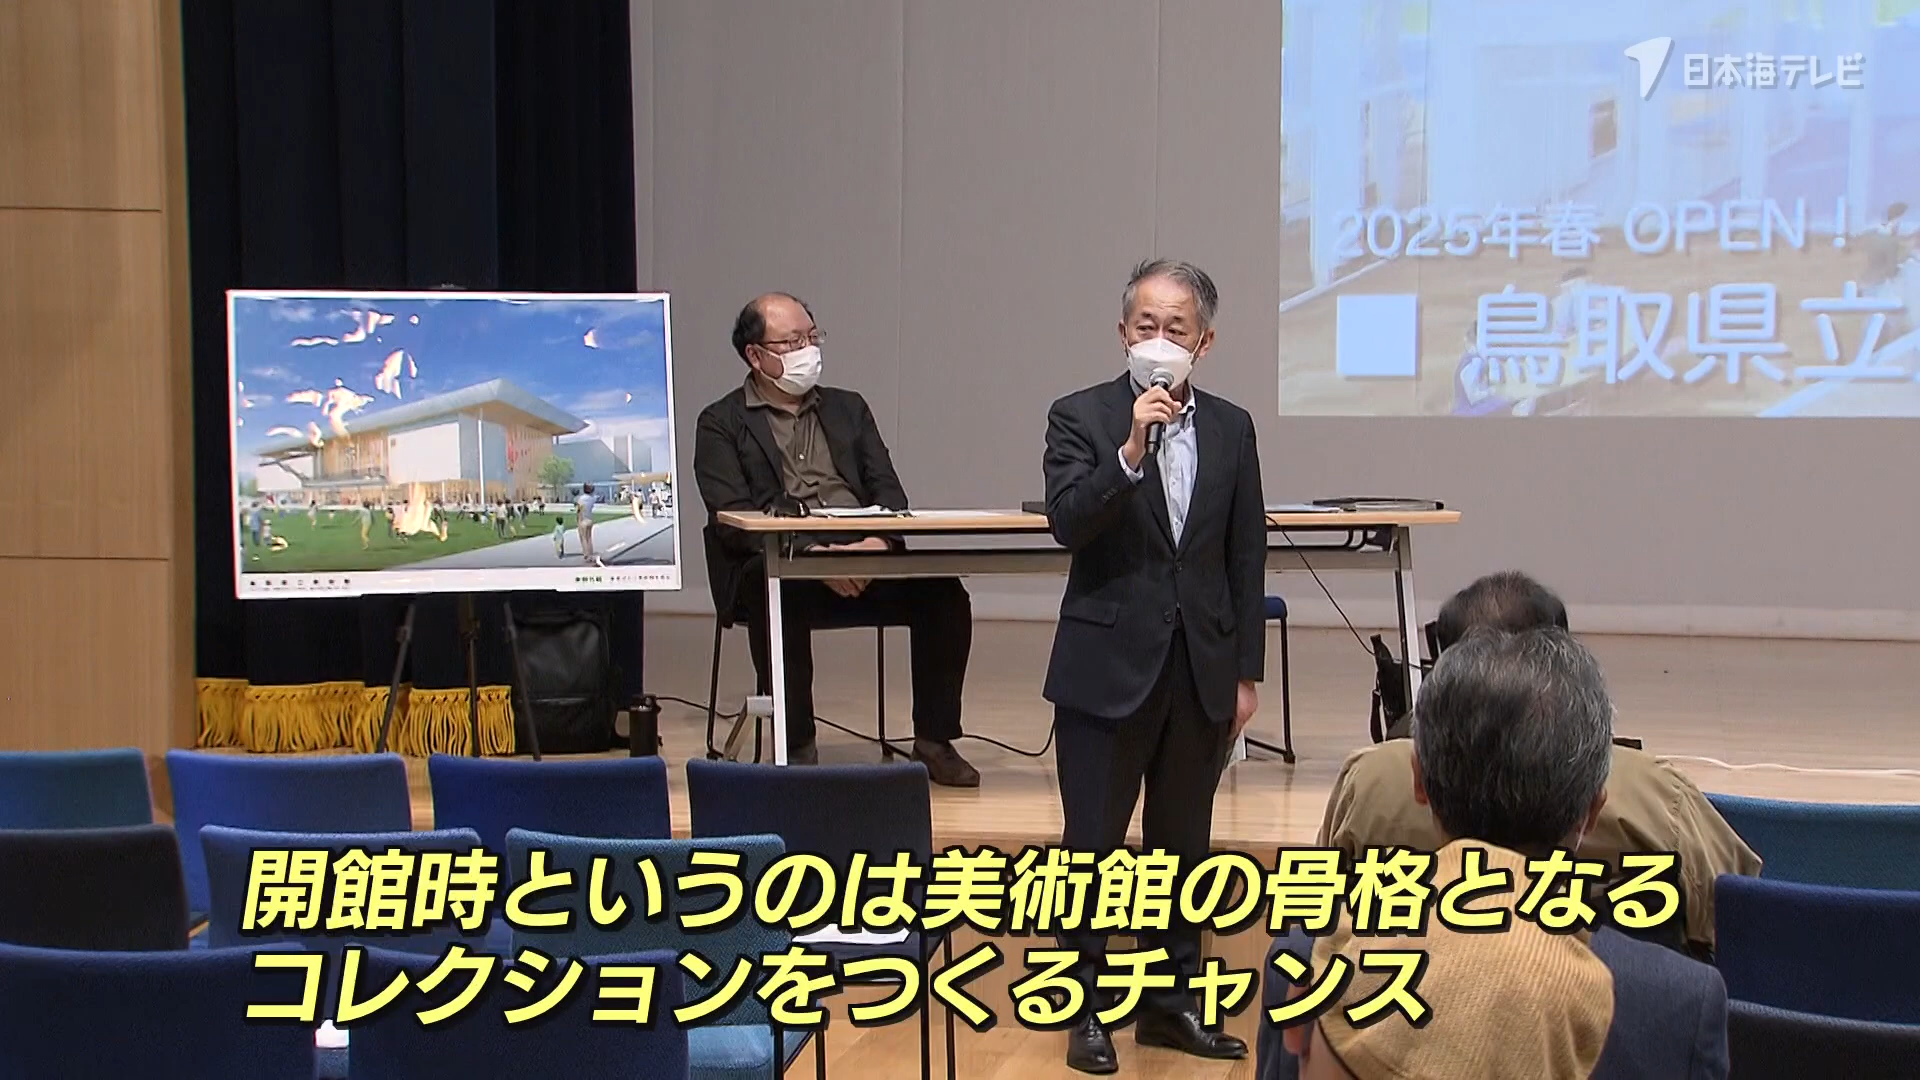 日本海テレビ
2025年春 OPEN！
■ 鳥取県立
開館時というのは美術館の骨格となる
コレクションをつくるチャンス